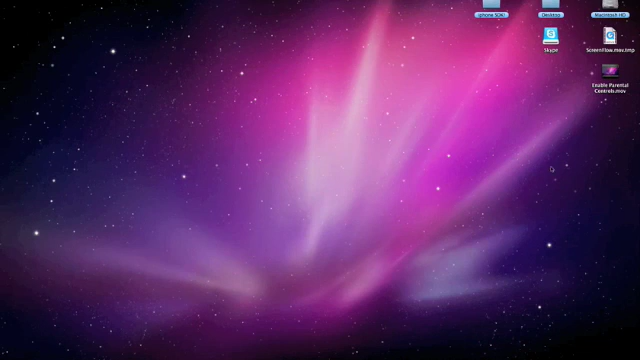 iphone SDK!
Desktop
Macintosh HD
Skype
ScreenFlow.mov.tmp
Enable Parental
Controls.mov